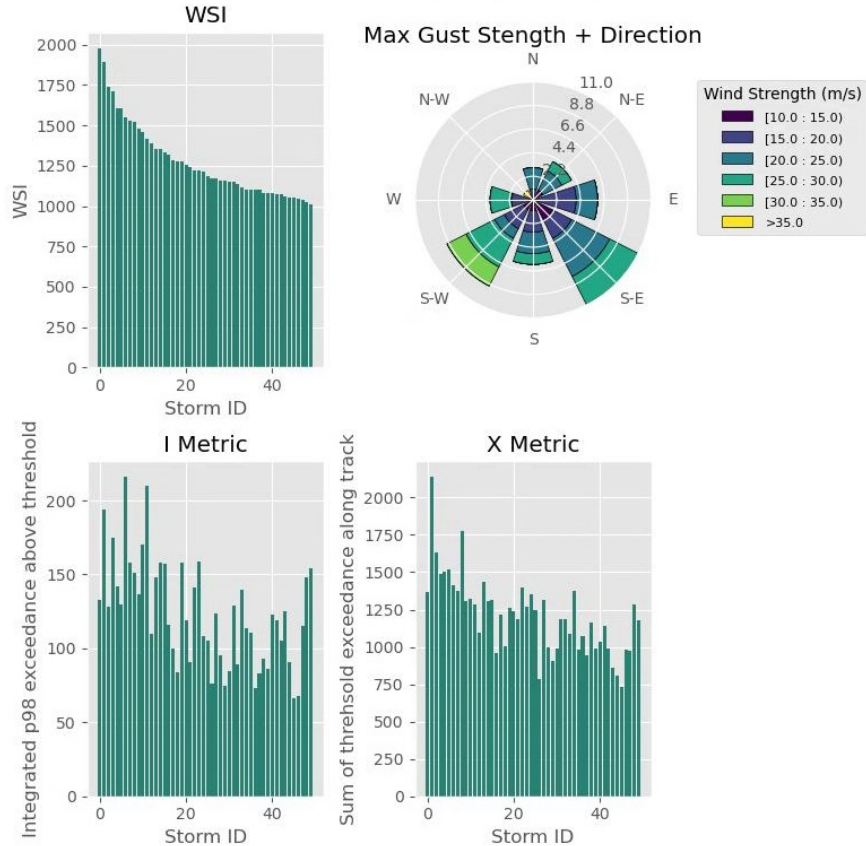 WSI
2000
1750
1500
1250
1000
750
500
250
0
WSI
0 20 40
Storm ID
Max Gust Stength + Direction
N
N-W
N-E
W
E
S-W
S-E
S
11.0
8.8
6.6
4.4
Wind Strength (m/s)
[10.0 : 15.0)
[15.0 : 20.0)
[20.0 : 25.0)
[25.0 : 30.0)
[30.0 : 35.0)
>35.0
I Metric
Integrated p98 exceedance above threshold
200
150
100
50
0
0 20 40
Storm ID
X Metric
Sum of threhsold exceedance along track
2000
1750
1500
1250
1000
750
500
250
0
0 20 40
Storm ID